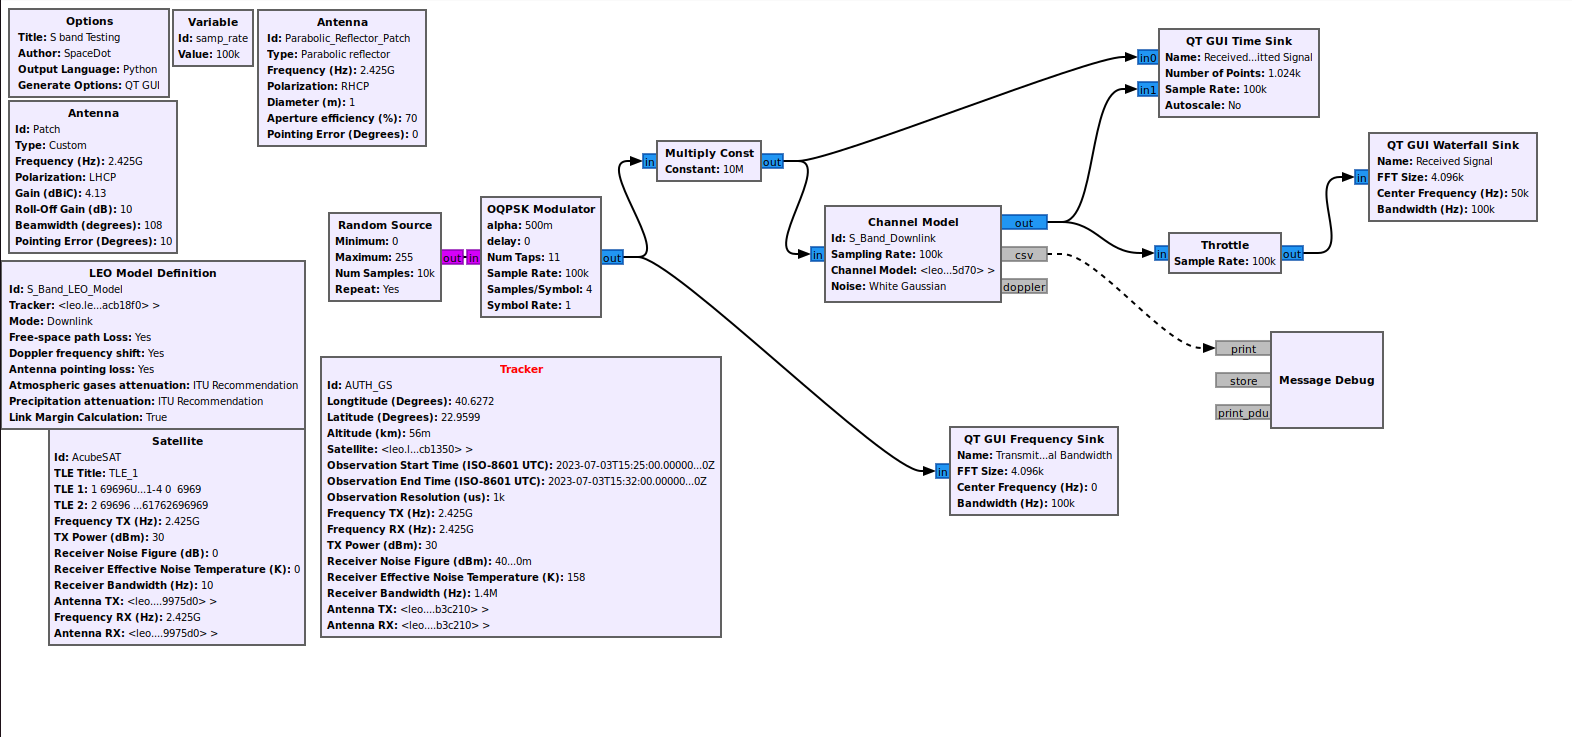 Options
Title: S band Testing
Author: SpaceDot
Output Language: Python
Generate Options: QT GUI
Variable
Id: samp_rate
Value: 100k
Antenna
Id: Parabolic_Reflector_Patch
Type: Parabolic reflector
Frequency (Hz): 2.425G
Polarization: RHCP
Diameter (m): 1
Aperture efficiency (%): 70
Pointing Error (Degrees): 0
Antenna
Id: Patch
Type: Custom
Frequency (Hz): 2.425G
Polarization: LHCP
Gain (dBiC): 4.13
Roll-Off Gain (dB): 10
Beamwidth (degrees): 108
Pointing Error (Degrees): 10
LEO Model Definition
Id: S_Band_LEO_Model
Tracker: <leo.le...acb18f0> >
Mode: Downlink
Free-space path Loss: Yes
Doppler frequency shift: Yes
Antenna pointing loss: Yes
Atmospheric gases attenuation: ITU Recommendation
Precipitation attenuation: ITU Recommendation
Link Margin Calculation: True
Satellite
Id: AcubeSAT
TLE Title: TLE_1
TLE 1: 1 69696U...1-4 0  6969
TLE 2: 2 69696 ...61762696969
Frequency TX (Hz): 2.425G
TX Power (dBm): 30
Receiver Noise Figure (dB): 0
Receiver Effective Noise Temperature (K): 0
Receiver Bandwidth (Hz): 10
Antenna TX: <leo....9975d0> >
Frequency RX (Hz): 2.425G
Antenna RX: <leo....9975d0> >
Random Source
Minimum: 0
Maximum: 255
Num Samples: 10k
Repeat: Yes
out
in
OQPSK Modulator
alpha: 500m
delay: 0
Num Taps: 11
Sample Rate: 100k
Samples/Symbol: 4
Symbol Rate: 1
out
in
Multiply Const
Constant: 10M
out
Tracker
Id: AUTH_GS
Longtitude (Degrees): 40.6272
Latitude (Degrees): 22.9599
Altitude (km): 56m
Satellite: <leo.l...cb1350> >
Observation Start Time (ISO-8601 UTC): 2023-07-03T15:25:00.00000...0Z
Observation End Time (ISO-8601 UTC): 2023-07-03T15:32:00.00000...0Z
Observation Resolution (us): 1k
Frequency TX (Hz): 2.425G
Frequency RX (Hz): 2.425G
TX Power (dBm): 30
Receiver Noise Figure (dBm): 40...0m
Receiver Effective Noise Temperature (K): 158
Receiver Bandwidth (Hz): 1.4M
Antenna TX: <leo....b3c210> >
Antenna RX: <leo....b3c210> >
in
Channel Model
Id: S_Band_Downlink
Sampling Rate: 100k
Channel Model: <leo...5d70> >
Noise: White Gaussian
out
csv
doppler
in0
in1
QT GUI Time Sink
Name: Received...itted Signal
Number of Points: 1.024k
Sample Rate: 100k
Autoscale: No
in
Throttle
Sample Rate: 100k
out
in
QT GUI Waterfall Sink
Name: Received Signal
FFT Size: 4.096k
Center Frequency (Hz): 50k
Bandwidth (Hz): 100k
print
store
print_pdu
Message Debug
in
QT GUI Frequency Sink
Name: Transmit...al Bandwidth
FFT Size: 4.096k
Center Frequency (Hz): 0
Bandwidth (Hz): 100k